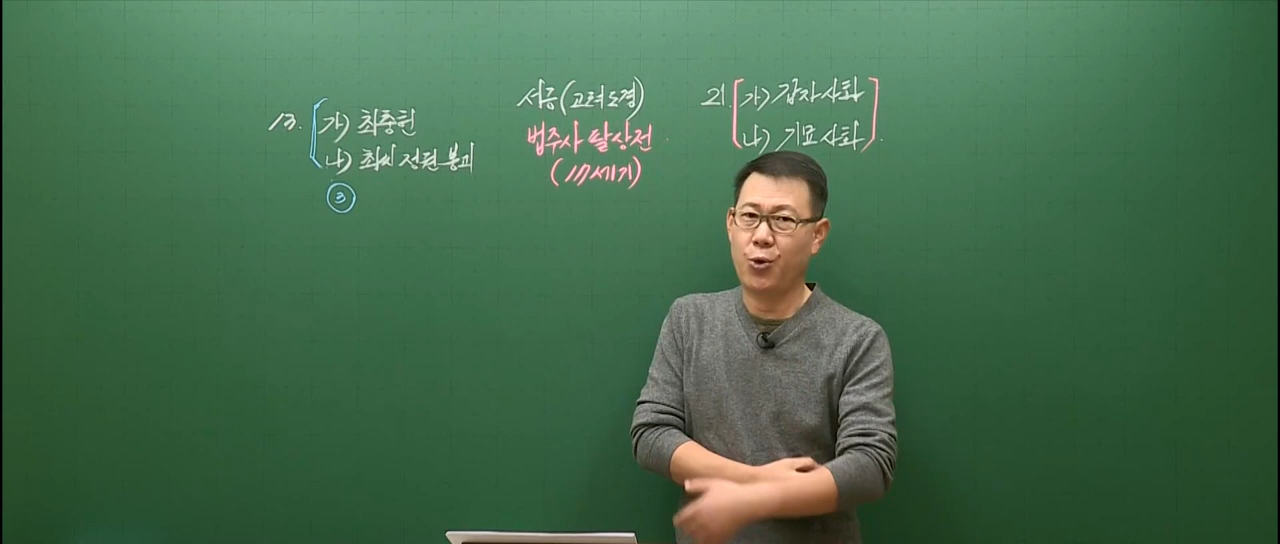 13. 가) 최충헌
나) 최씨 정권 붕괴
③
서긍(고려도경)
법주사 팔상전
(17세기)
21. 가) 갑자사화
나) 기묘사화